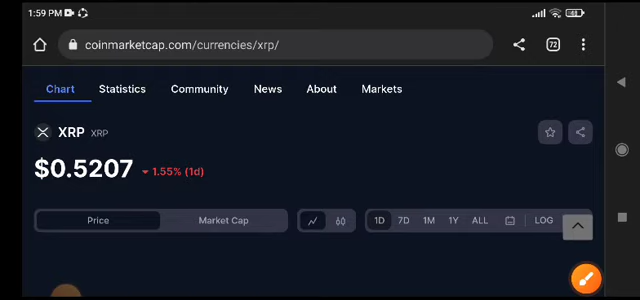 1:59 PM
coinmarketcap.com/currencies/xrp/
72
Chart Statistics Community News About Markets
XRP XRP
$0.5207 1.55% (1d)
Price Market Cap 1D 7D 1M 1Y ALL LOG